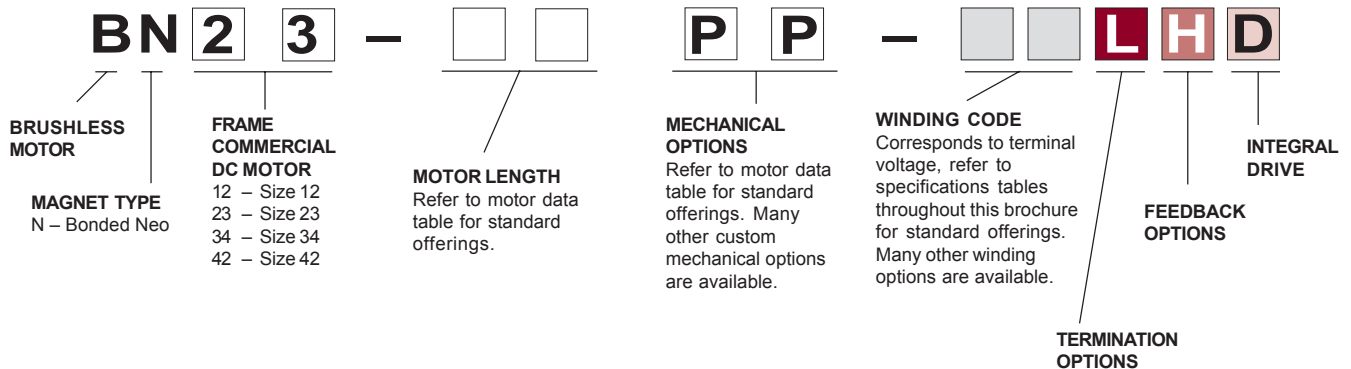 BN23 – PP – LHD
BRUSHLESS
MOTOR
MAGNET TYPE
N – Bonded Neo
FRAME
COMMERCIAL
DC MOTOR
12 – Size 12
23 – Size 23
34 – Size 34
42 – Size 42
MOTOR LENGTH
Refer to motor data
table for standard
offerings.
MECHANICAL
OPTIONS
Refer to motor data
table for standard
offerings. Many
other custom
mechanical options
are available.
WINDING CODE
Corresponds to terminal
voltage, refer to
specifications tables
throughout this brochure
for standard offerings.
Many other winding
options are available.
TERMINATION
OPTIONS
FEEDBACK
OPTIONS
INTEGRAL
DRIVE